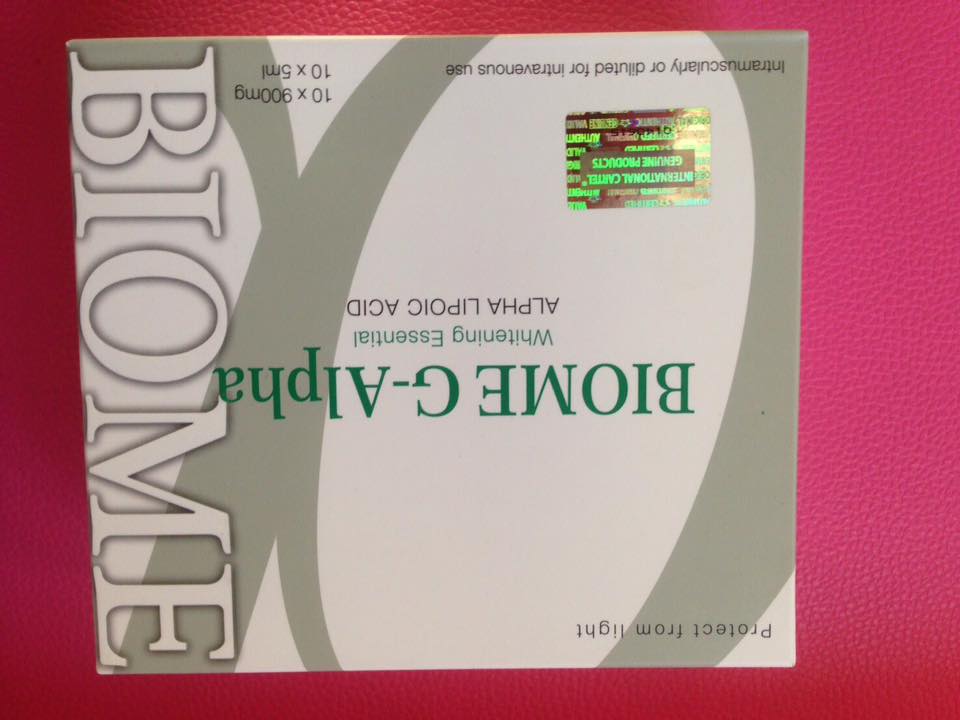 Protect from light
BIOME G-Alpha
Whitening Essential
ALPHA LIPOIC ACID
INTERNATIONAL CARTEL
GENUINE PRODUCTS
Intramuscularly or diluted for intravenous use
10 x 900mg
10 x 5ml
BIOME